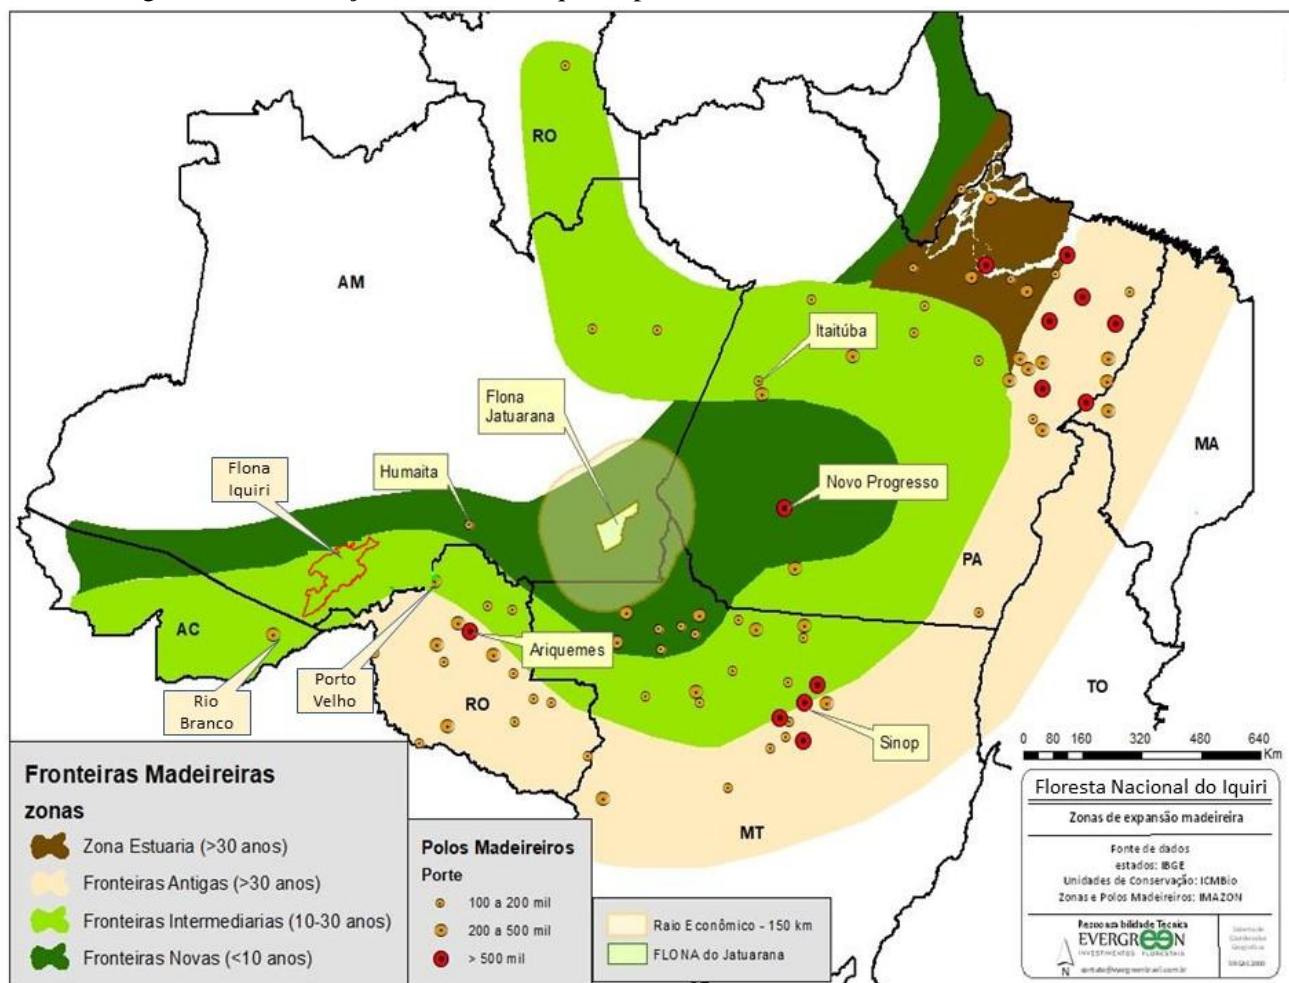 RO
AM
Itaitúba
Flona
Jatuarana
MA
Flona
Iquiri
Humaita
Novo Progresso
PA
AC
Ariquemes
Porto
Velho
Rio
Branco
RO
TO
Sinop
MT
0 80 160 320 480 640
Km
Fronteiras Madeireiras
zonas
Zona Estuaria (>30 anos)
Fronteiras Antigas (>30 anos)
Fronteiras Intermediarias (10-30 anos)
Fronteiras Novas (<10 anos)
Polos Madeireiros
Porte
100 a 200 mil
200 a 500 mil
> 500 mil
Raio Econômico - 150 km
FLONA do Jatuarana
Floresta Nacional do Iquiri
Zonas de expansão madeireira
Fonte de dados
estados: IBGE
Unidades de Conservação: ICMBio
Zonas e Polos Madeireiros: IMAZON
EVERGREEN
INVESTIMENTOS FLORESTAIS
N